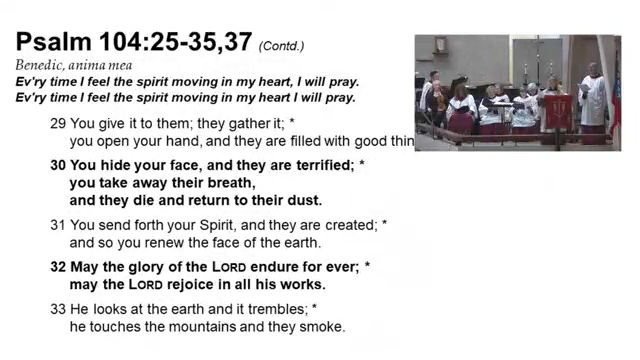 Psalm 104:25-35,37 (Contd.)
Benedic, anima mea
Ev'ry time I feel the spirit moving in my heart, I will pray.
Ev'ry time I feel the spirit moving in my heart I will pray.
29 You give it to them; they gather it; *
you open your hand, and they are filled with good thin
30 You hide your face, and they are terrified; *
you take away their breath,
and they die and return to their dust.
31 You send forth your Spirit, and they are created; *
and so you renew the face of the earth.
32 May the glory of the LORD endure for ever; *
may the LORD rejoice in all his works.
33 He looks at the earth and it trembles; *
he touches the mountains and they smoke.